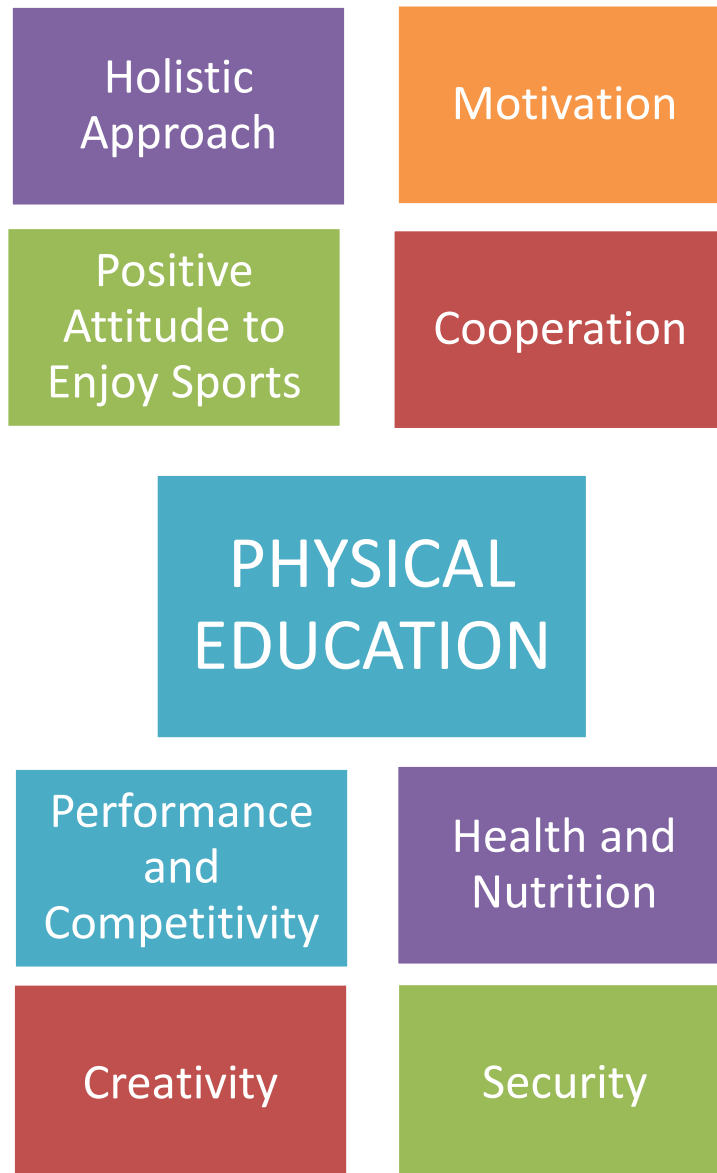 Holistic
Approach
Motivation
Positive
Attitude to
Enjoy Sports
Cooperation
PHYSICAL
EDUCATION
Performance
and
Competitivity
Health and
Nutrition
Creativity
Security